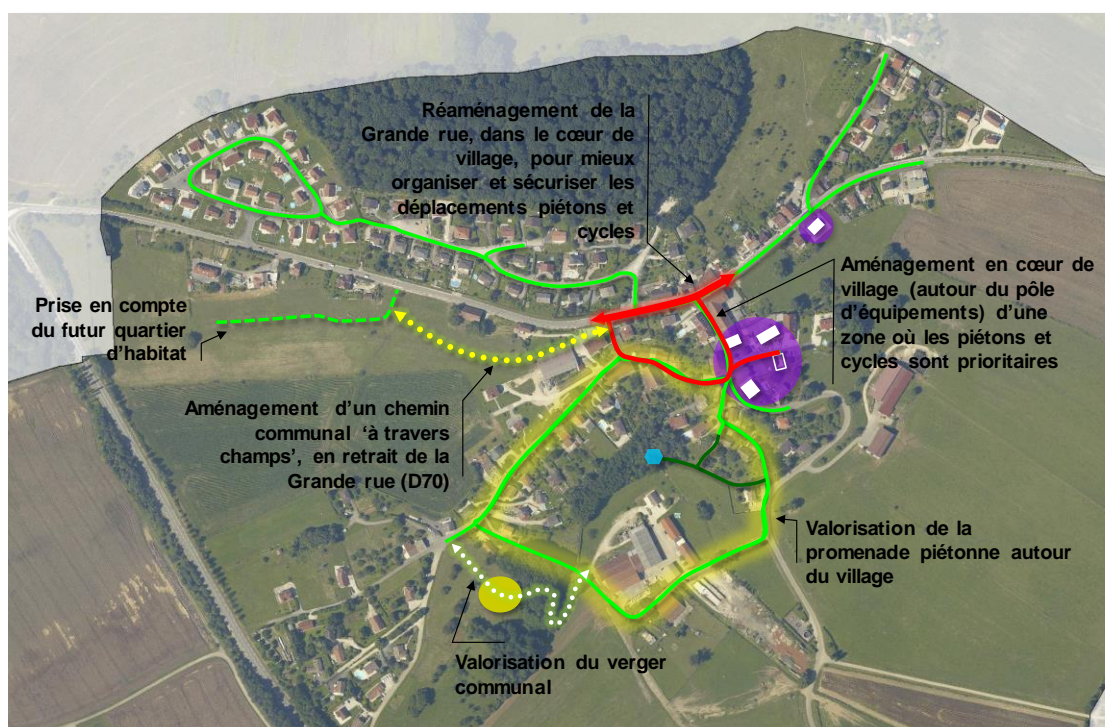 Réaménagement de la
Grande rue, dans le cœur de
village, pour mieux
organiser et sécuriser les
déplacements piétons et
cycles
Aménagement en cœur de
village (autour du pôle
d'équipements) d'une
zone où les piétons et
cycles sont prioritaires
Prise en compte
du futur quartier
d'habitat
Aménagement d'un chemin
communal 'à travers
champs', en retrait de la
Grande rue (D70)
Valorisation de la
promenade piétonne autour
du village
Valorisation du verger
communal